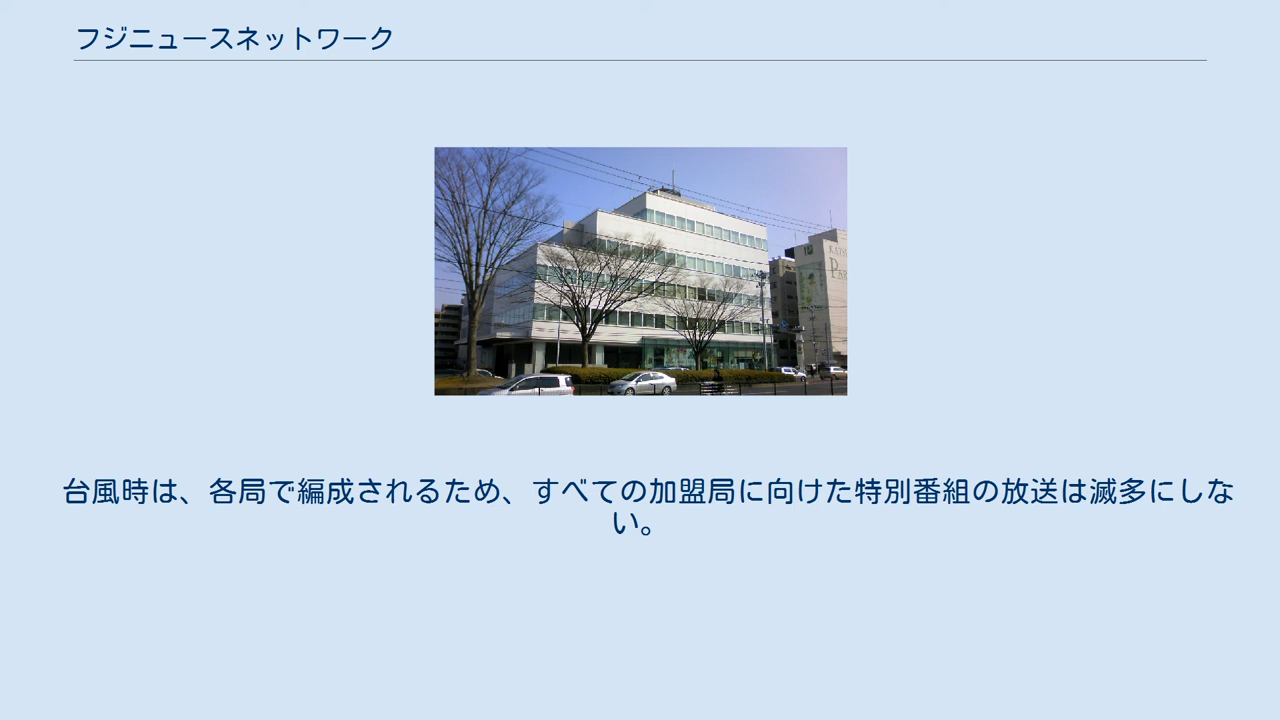 フジニュースネットワーク
台風時は、各局で編成されるため、すべての加盟局に向けた特別番組の放送は滅多にしな
い。